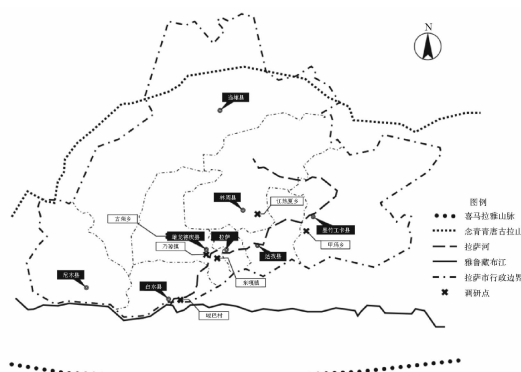 N
当雄县
林周县
江热夏乡
古荣乡
墨竹工卡县
堆龙德庆县
拉萨
甲玛乡
乃琼镇
达孜县
尼木县
东嘎镇
曲水县
图例
喜马拉雅山脉
念青唐古拉山
拉萨河
雅鲁藏布江
拉萨市行政边界
调研点